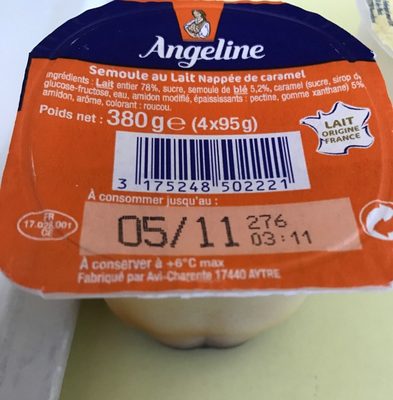 Angeline
Semoule au Lait Nappée de caramel
Ingrédients : Lait entier 78%, sucre, semoule de blé 5,2%, caramel (sucre, sirop de
glucose-fructose, eau, amidon modifié, épaississants : pectine, gomme xanthane) 5%,
amidon, arôme, colorant : roucou.
Poids net : 380 g e (4x95g)
LAIT
ORIGINE
FRANCE
3 175248 502221
À consommer jusqu'au :
FR
17.028.001
CE
05/11 276
03:11
À conserver à +6°C max
Fabriqué par Avi-Charente 17440 AYTRE